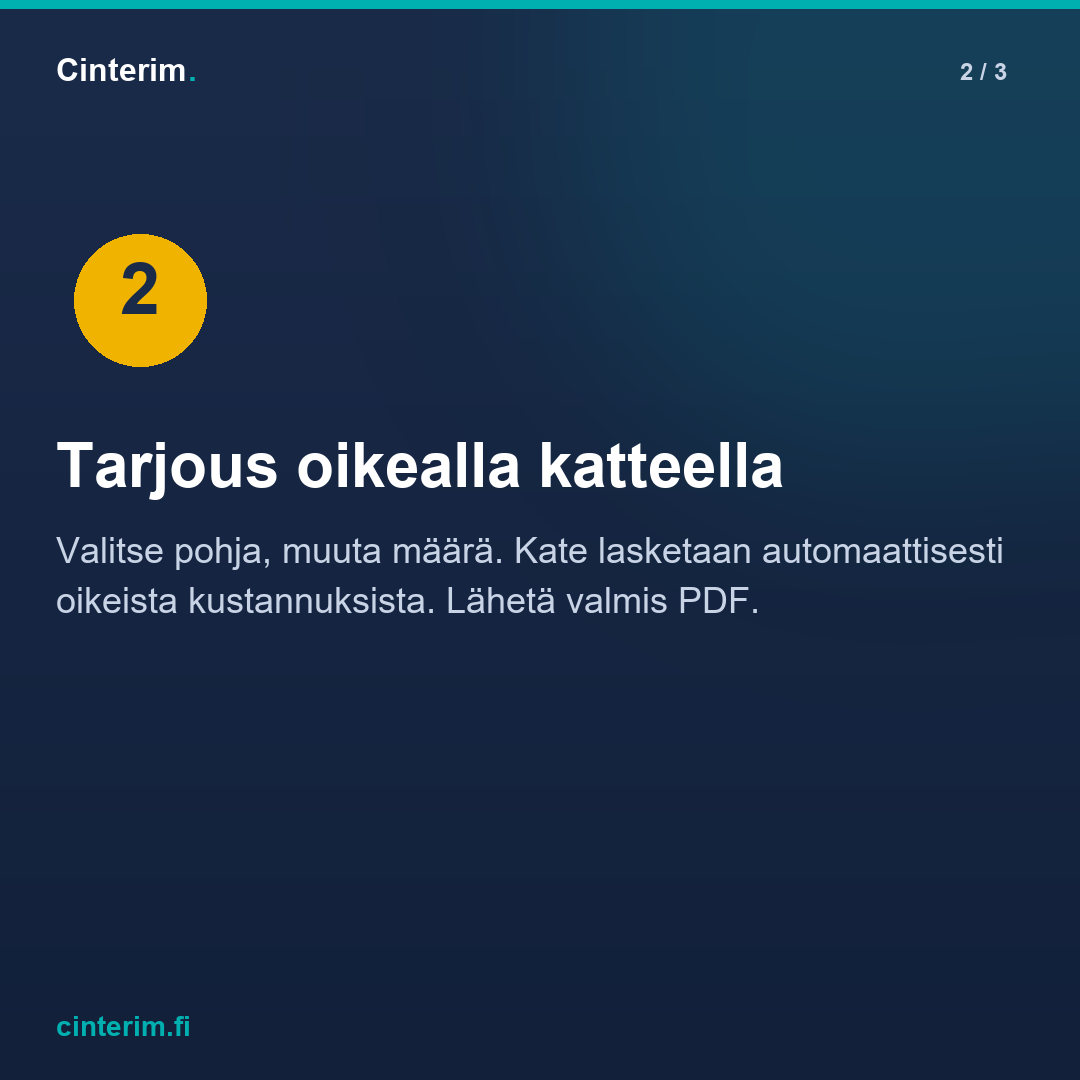 Cinterim.
2 / 3
2
Tarjous oikealla katteella
Valitse pohja, muuta määrä. Kate lasketaan automaattisesti
oikeista kustannuksista. Lähetä valmis PDF.
cinterim.fi